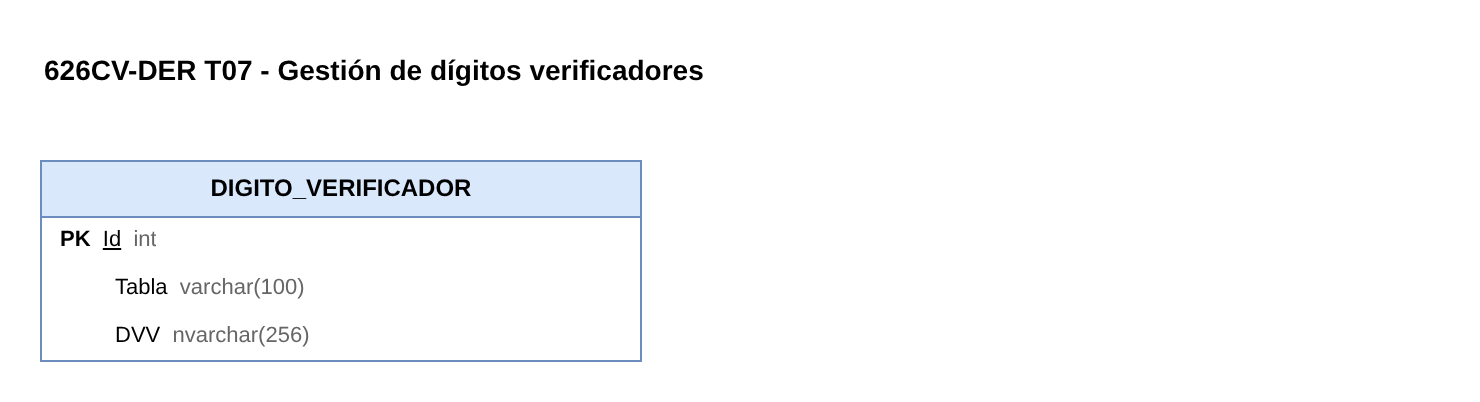 626CV-DER T07 - Gestión de dígitos verificadores
DIGITO_VERIFICADOR
PK Id int
Tabla varchar(100)
DVV nvarchar(256)